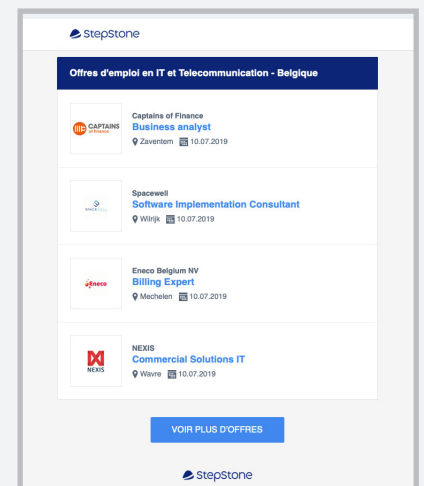 StepStone
Offres d'emploi en IT et Telecommunication - Belgique
CAPTAINS
of finance
Captains of Finance
Business analyst
Zaventem 10.07.2019
SPACEWELL
Spacewell
Software Implementation Consultant
Wilrijk 10.07.2019
eneco
Eneco Belgium NV
Billing Expert
Mechelen 10.07.2019
NEXIS
NEXIS
Commercial Solutions IT
Wavre 10.07.2019
VOIR PLUS D'OFFRES
StepStone